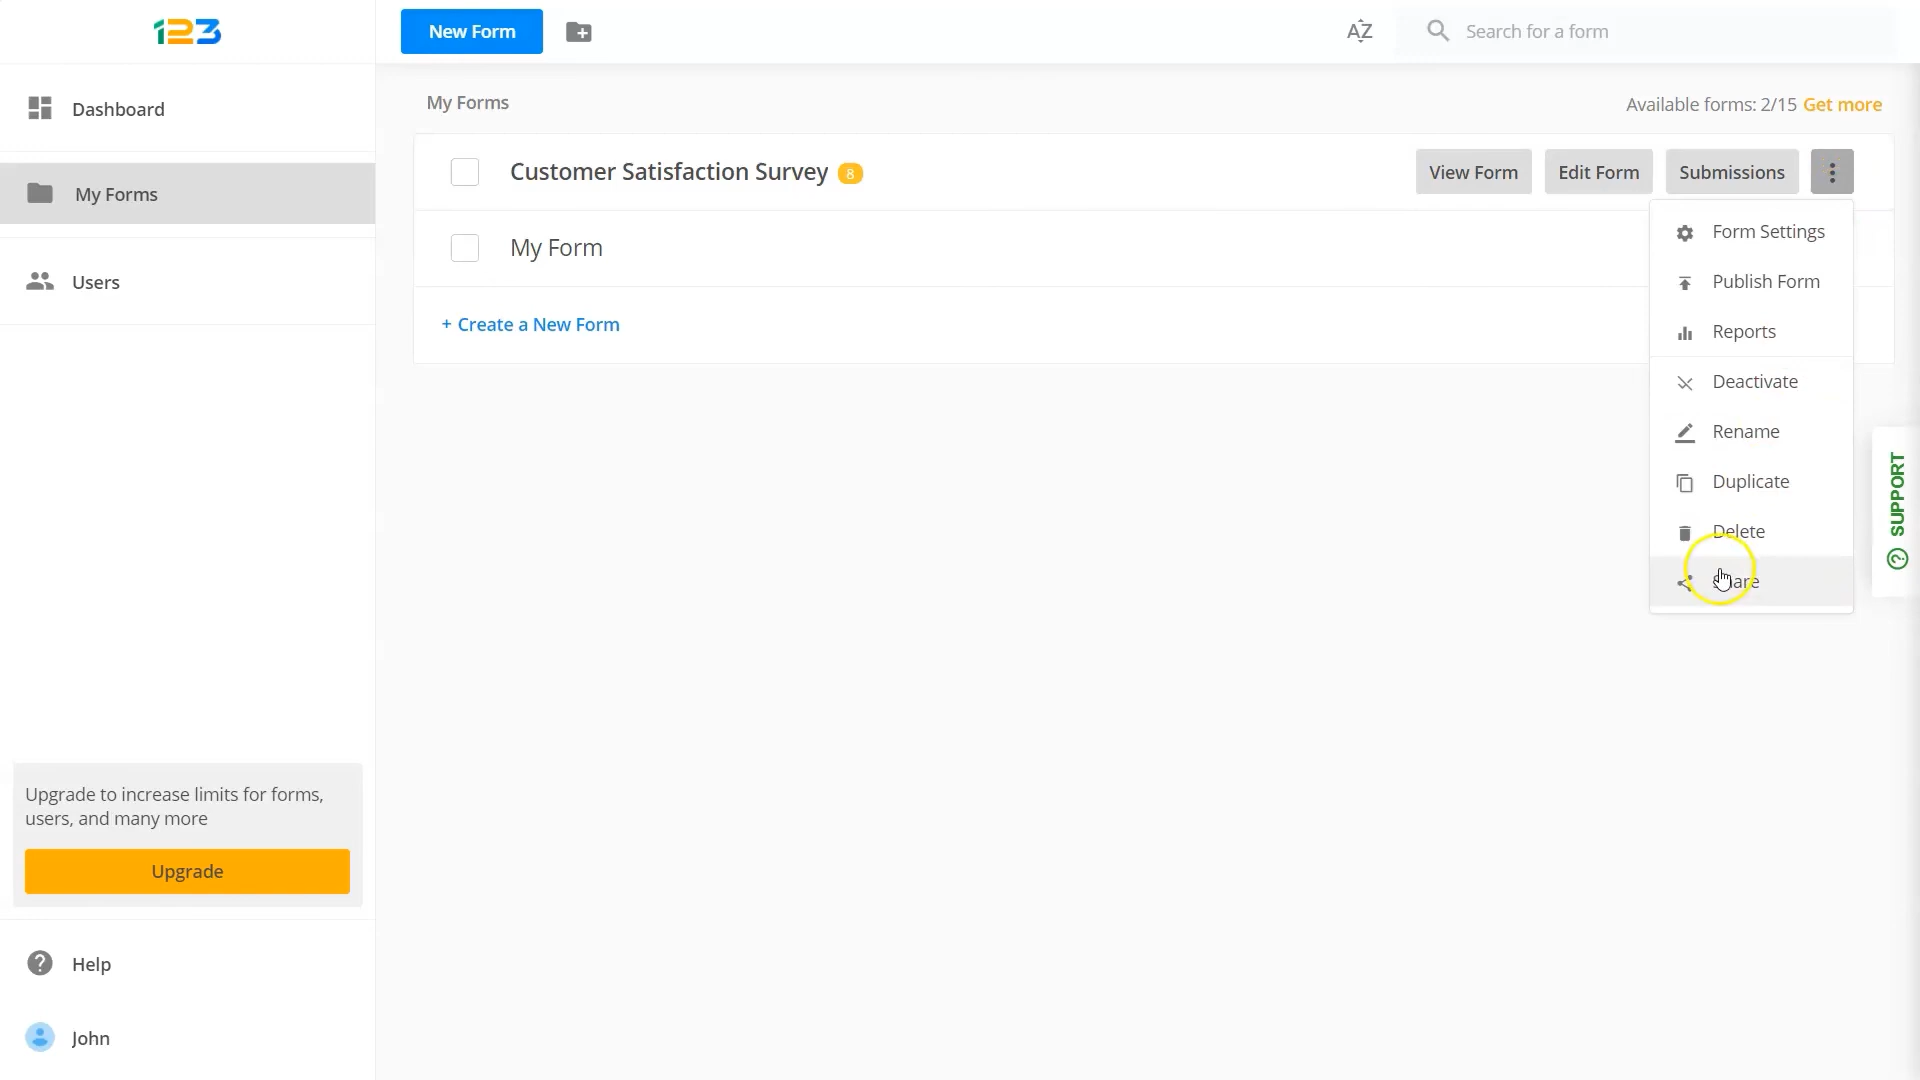 123
New Form
AZ
Search for a form
Dashboard
My Forms
Users
My Forms
Available forms: 2/15 Get more
Customer Satisfaction Survey 8
View Form
Edit Form
Submissions
My Form
+ Create a New Form
Form Settings
Publish Form
Reports
Deactivate
Rename
Duplicate
Delete
Share
SUPPORT
Upgrade to increase limits for forms,
users, and many more
Upgrade
Help
John